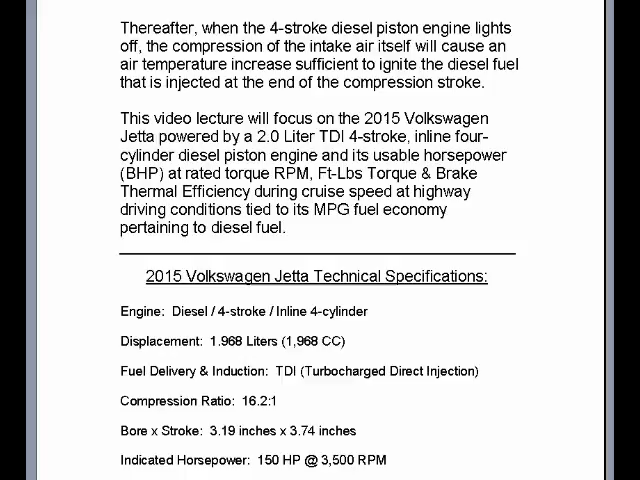 Thereafter, when the 4-stroke diesel piston engine lights
off, the compression of the intake air itself will cause an
air temperature increase sufficient to ignite the diesel fuel
that is injected at the end of the compression stroke.
This video lecture will focus on the 2015 Volkswagen
Jetta powered by a 2.0 Liter TDI 4-stroke, inline four-
cylinder diesel piston engine and its usable horsepower
(BHP) at rated torque RPM, Ft-Lbs Torque & Brake
Thermal Efficiency during cruise speed at highway
driving conditions tied to its MPG fuel economy
pertaining to diesel fuel.
2015 Volkswagen Jetta Technical Specifications:
Engine: Diesel / 4-stroke / Inline 4-cylinder
Displacement: 1.968 Liters (1,968 CC)
Fuel Delivery & Induction: TDI (Turbocharged Direct Injection)
Compression Ratio: 16.2:1
Bore x Stroke: 3.19 inches x 3.74 inches
Indicated Horsepower: 150 HP @ 3,500 RPM